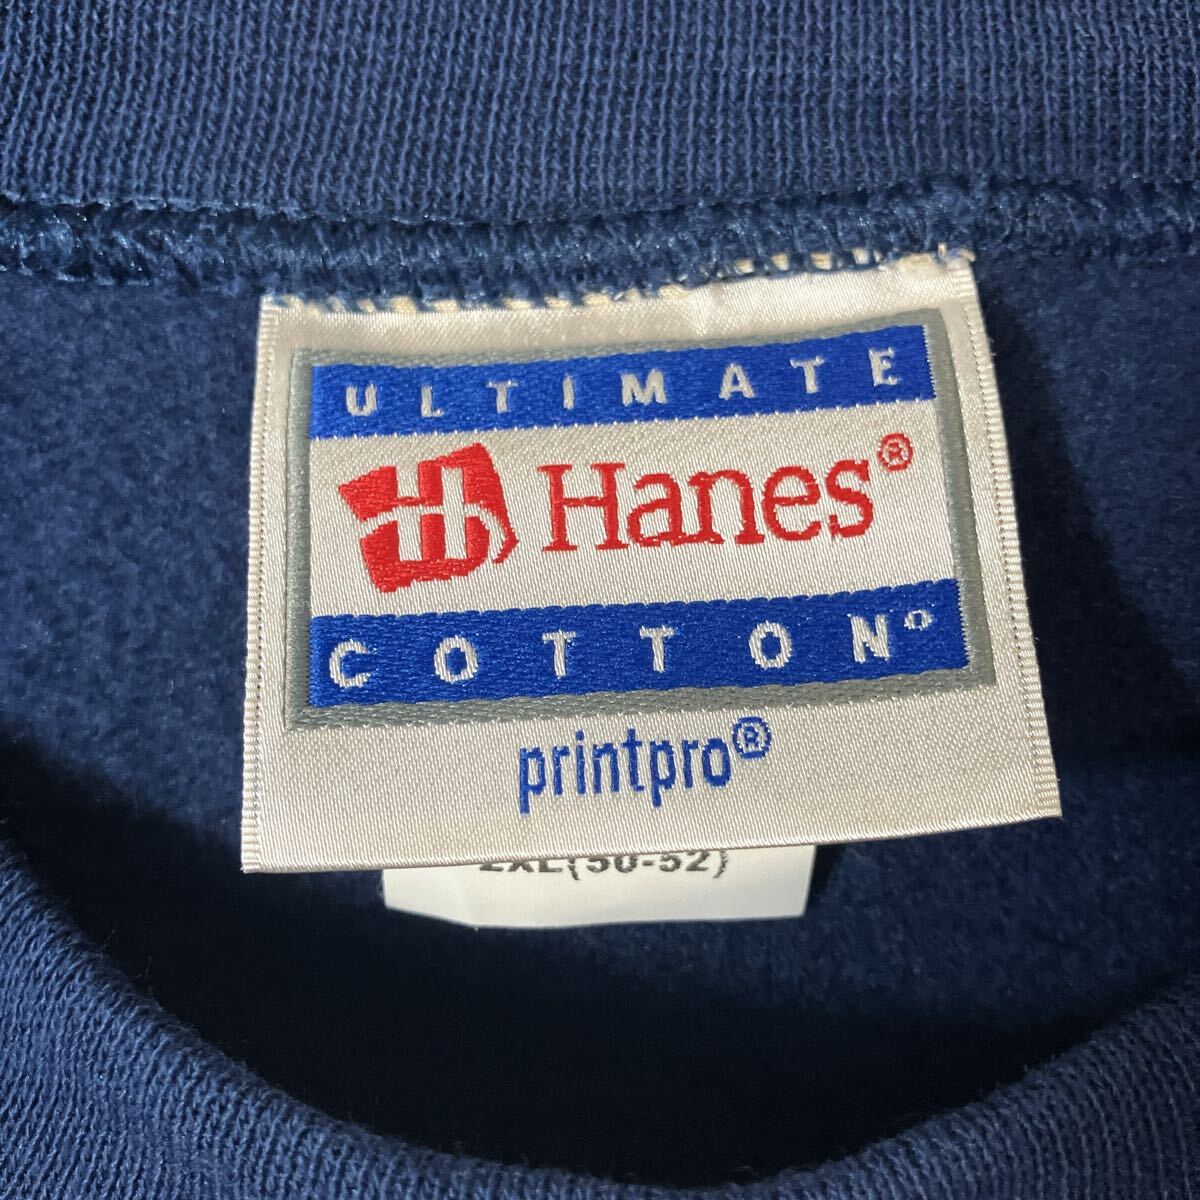 ULTIMATE
Hanes®
COTTON®
printpro®
2XL(50-52)